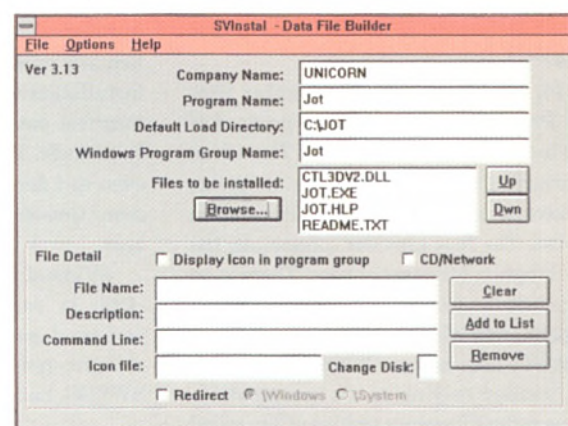 SVInstal - Data File Builder
File Options Help
Ver 3.13
Company Name: UNICORN
Program Name: Jot
Default Load Directory: C:\JOT
Windows Program Group Name: Jot
Files to be installed:
CTL3DV2.DLL
JOT.EXE
JOT.HLP
README.TXT
Up
Browse...
Dwn
File Detail
Display Icon in program group
CD/Network
File Name:
Clear
Description:
Add to List
Command Line:
Remove
Icon file:
Change Disk:
Redirect \Windows \System